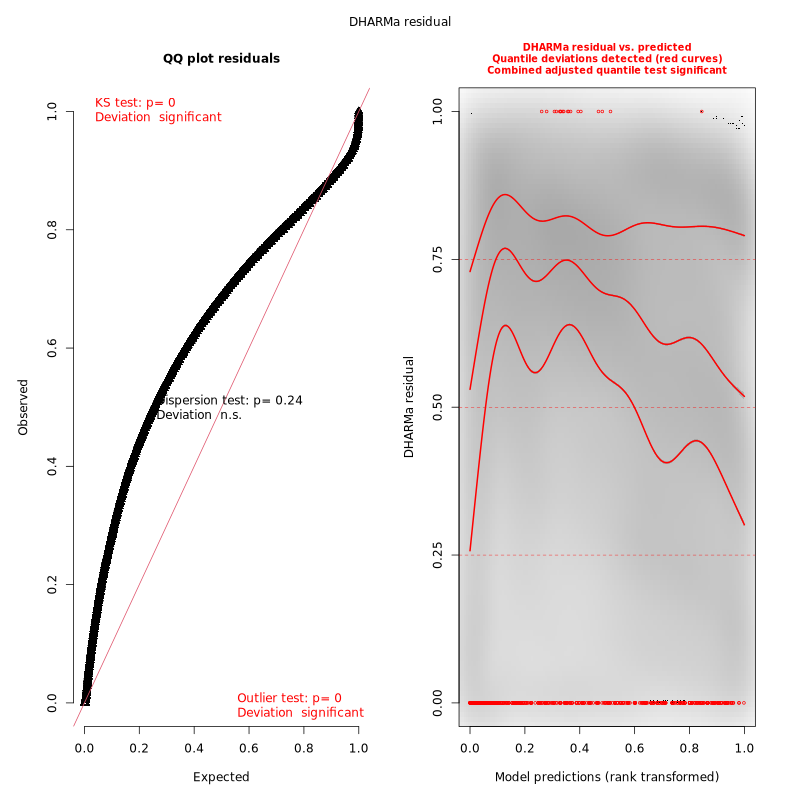 DHARMa residual
QQ plot residuals
KS test: p= 0
Deviation  significant
Dispersion test: p= 0.24
Deviation  n.s.
Outlier test: p= 0
Deviation  significant
Observed
0.0
0.2
0.4
0.6
0.8
1.0
0.0 0.2 0.4 0.6 0.8 1.0
Expected
DHARMa residual vs. predicted
Quantile deviations detected (red curves)
Combined adjusted quantile test significant
DHARMa residual
0.00
0.25
0.50
0.75
1.00
0.0 0.2 0.4 0.6 0.8 1.0
Model predictions (rank transformed)